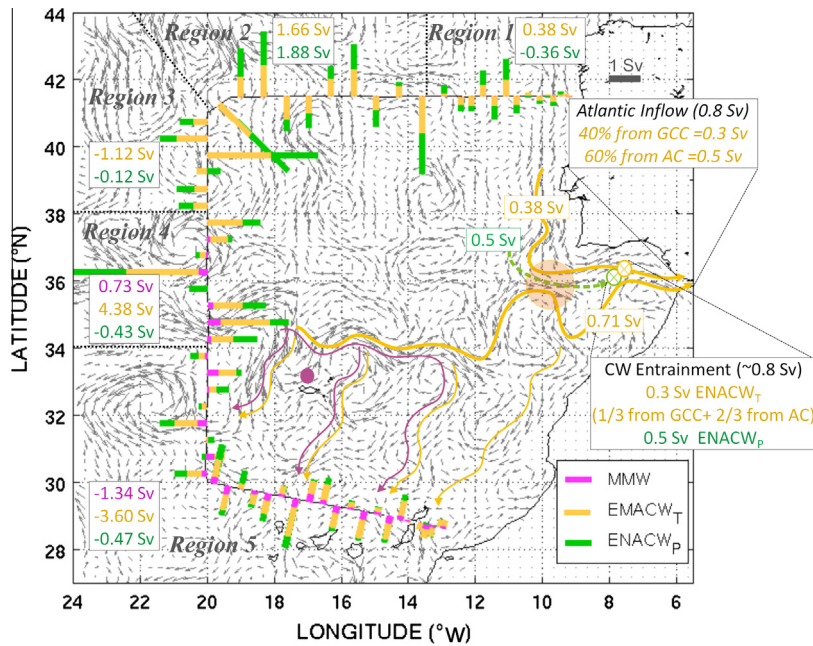 44
42
40
38
36
34
32
30
28
LATITUDE (°N)
24
22
20
18
16
14
12
10
8
6
LONGITUDE (°W)
Region 2
1.66 Sv
1.88 Sv
Region 1
0.38 Sv
-0.36 Sv
1 Sv
Region 3
-1.12 Sv
-0.12 Sv
Atlantic Inflow (0.8 Sv)
40% from GCC =0.3 Sv
60% from AC =0.5 Sv
Region 4
0.73 Sv
4.38 Sv
-0.43 Sv
0.38 Sv
0.5 Sv
0.71 Sv
CW Entrainment (~0.8 Sv)
0.3 Sv ENACW_T
(1/3 from GCC+ 2/3 from AC)
0.5 Sv ENACW_P
-1.34 Sv
-3.60 Sv
-0.47 Sv
Region 5
MMW
EMACW_T
ENACW_P